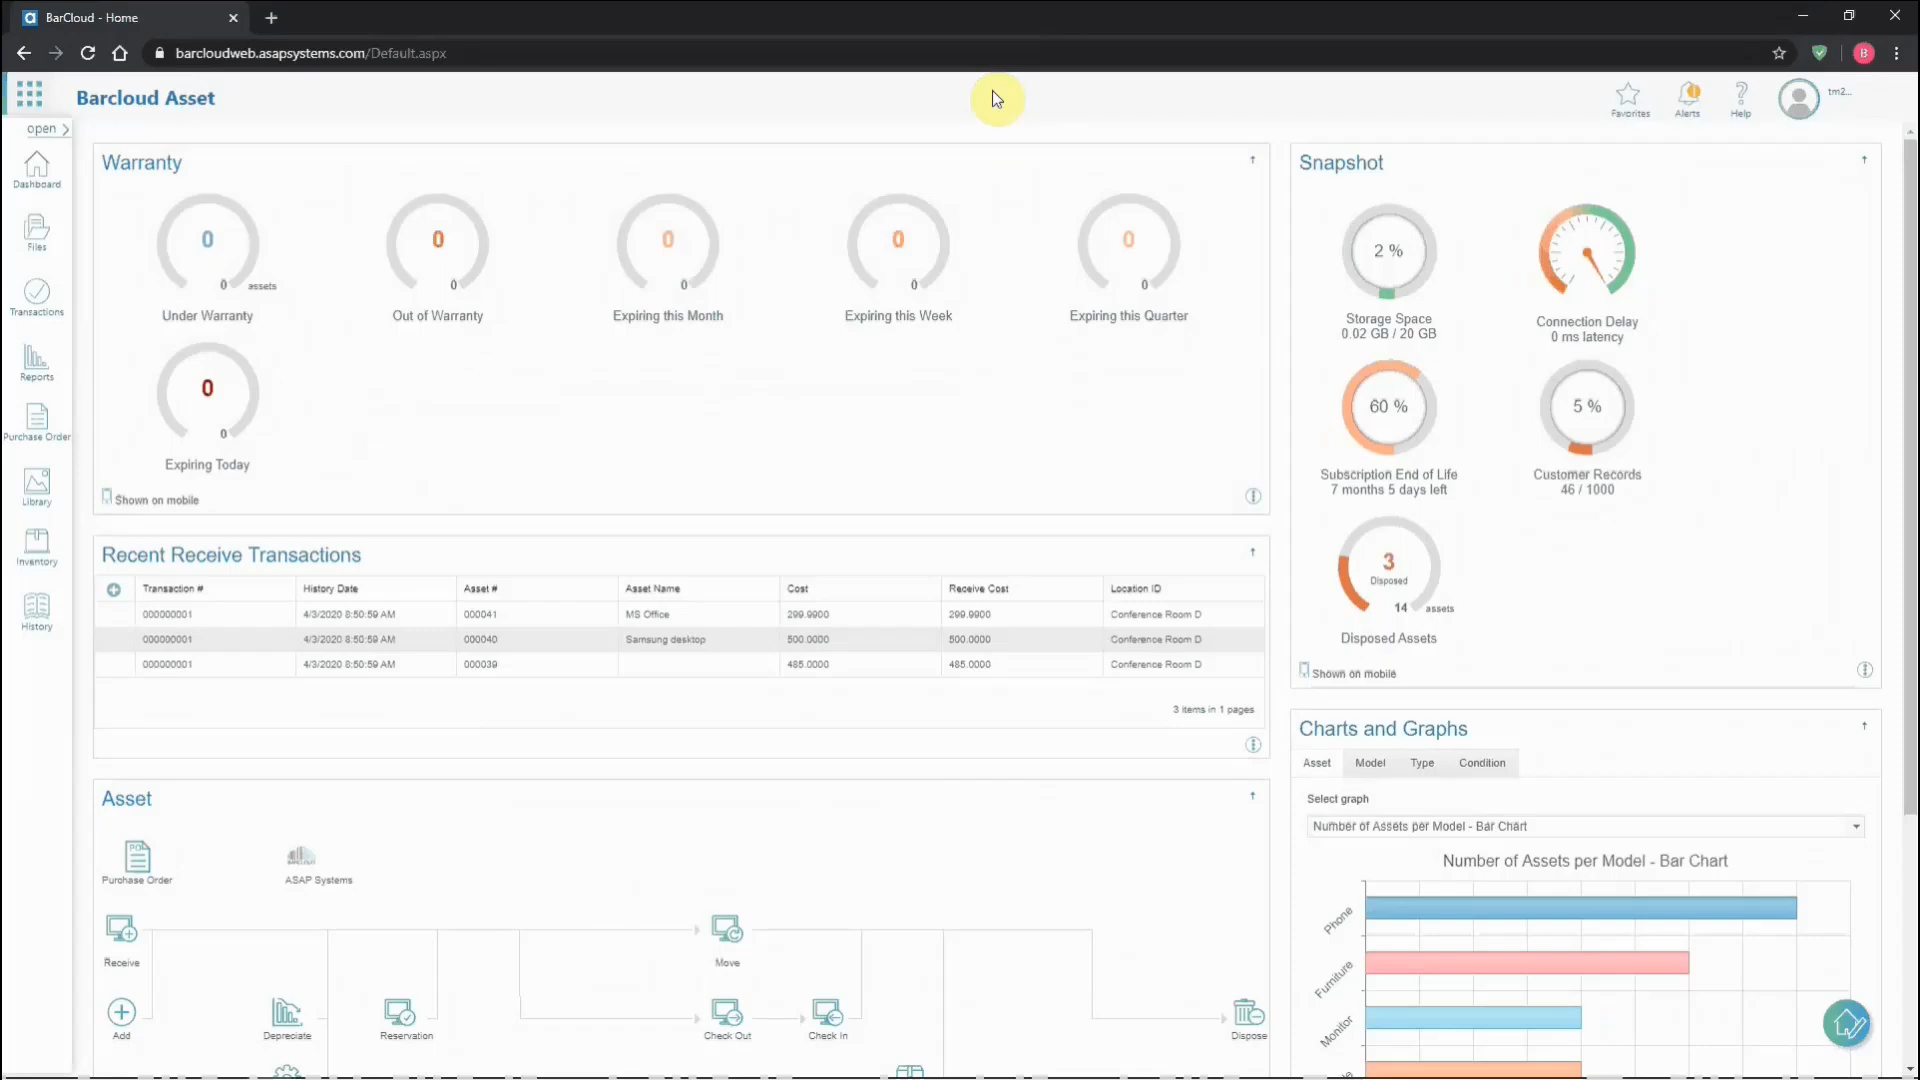 BarCloud - Home
barcloudweb.asapsystems.com/Default.aspx
B
Barcloud Asset
Favorites
Alerts
Help
tm2...
open
Dashboard
Files
Transactions
Reports
Purchase Order
Library
Inventory
History
Warranty
0
0 assets
Under Warranty
0
0
Out of Warranty
0
0
Expiring this Month
0
0
Expiring this Week
0
0
Expiring this Quarter
0
0
Expiring Today
Shown on mobile
Recent Receive Transactions
Transaction # History Date Asset # Asset Name Cost Receive Cost Location ID
000000001 4/3/2020 8:50:59 AM 000041 MS Office 299.9900 299.9900 Conference Room D
000000001 4/3/2020 8:50:59 AM 000040 Samsung desktop 500.0000 500.0000 Conference Room D
000000001 4/3/2020 8:50:59 AM 000039 485.0000 485.0000 Conference Room D
3 items in 1 pages
Asset
PO
Purchase Order
BARCLOUD
ASAP Systems
Receive
Move
Add
Depreciate
Reservation
Check Out
Check In
Dispose
Snapshot
2 %
Storage Space
0.02 GB / 20 GB
Connection Delay
0 ms latency
60 %
Subscription End of Life
7 months 5 days left
5 %
Customer Records
46 / 1000
3
Disposed
14 assets
Disposed Assets
Shown on mobile
Charts and Graphs
Asset Model Type Condition
Select graph
Number of Assets per Model - Bar Chart
Number of Assets per Model - Bar Chart
Phone
Furniture
Monitor